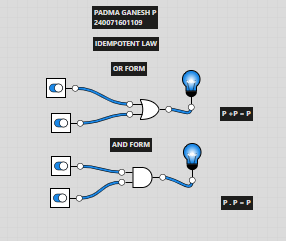 PADMA GANESH P
240071601109
IDEMPOTENT LAW
OR FORM
P +P = P
AND FORM
P . P = P